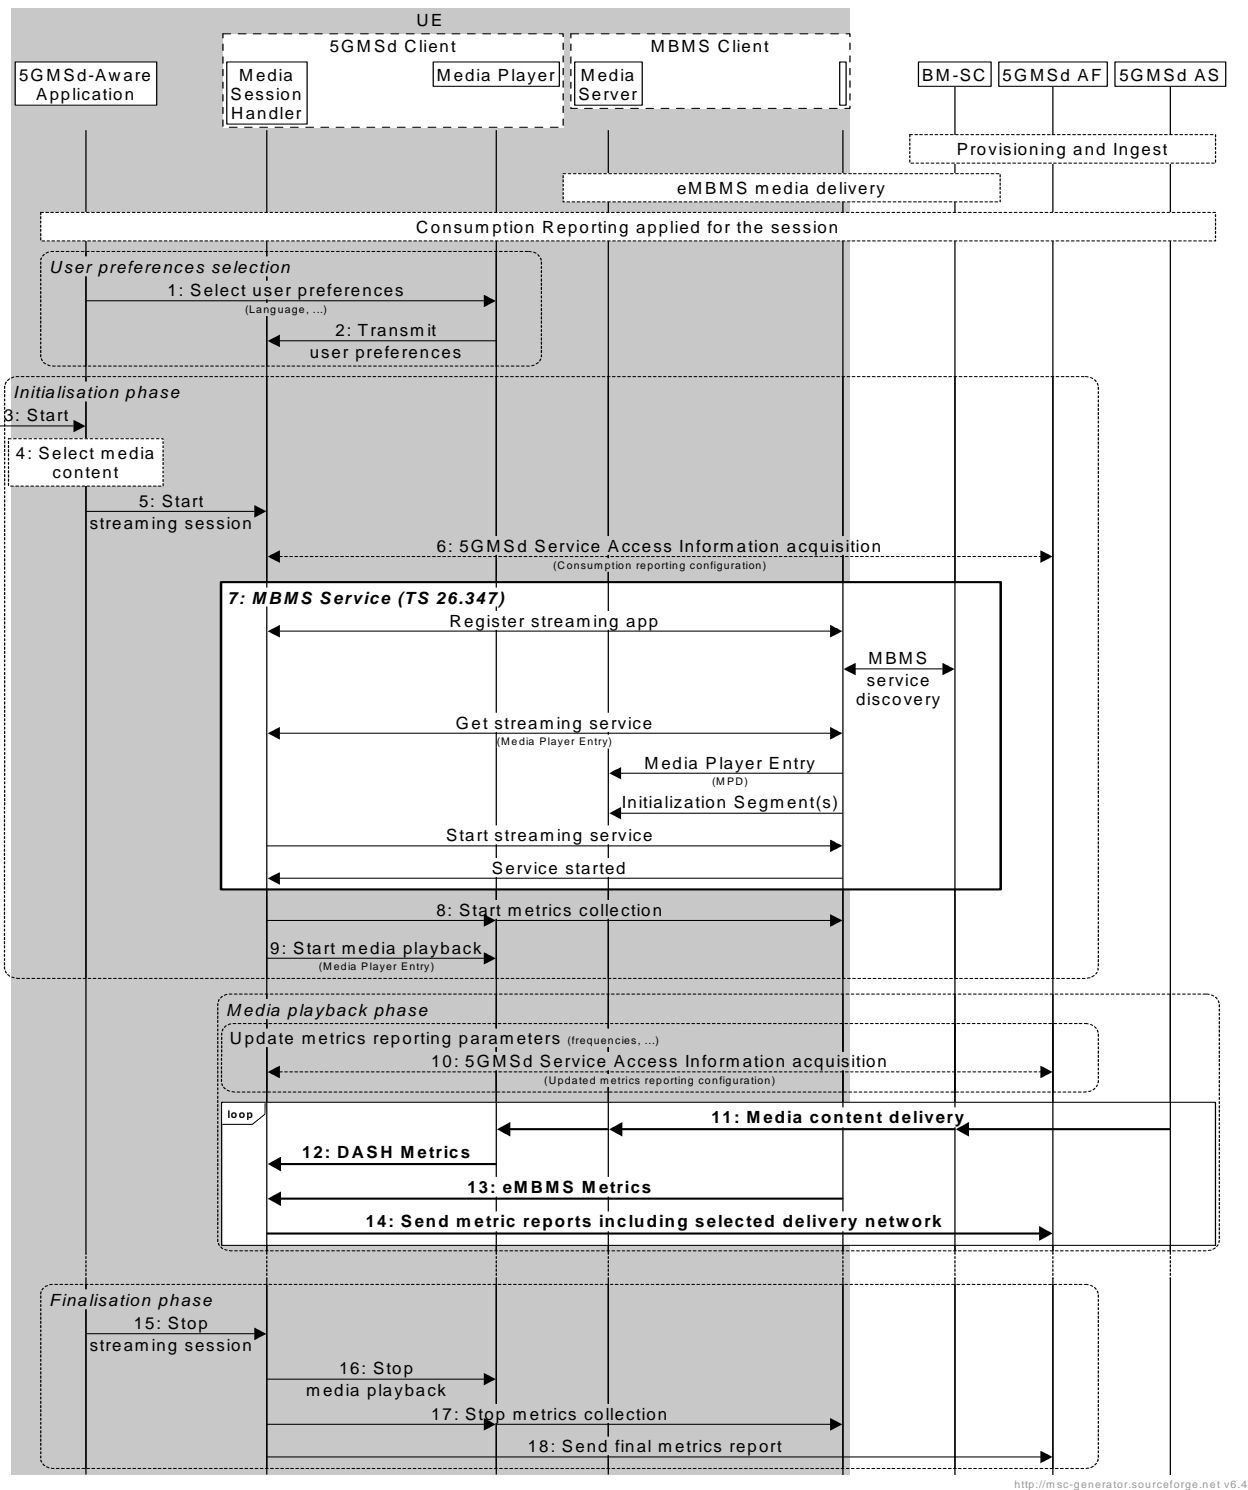 UE
5GMSd Client
MBMS Client
5GMSd-Aware
Application
Media
Session
Handler
Media Player
Media
Server
BM-SC
5GMSd AF
5GMSd AS
Provisioning and Ingest
eMBMS media delivery
Consumption Reporting applied for the session
User preferences selection
1: Select user preferences
(Language, ...)
2: Transmit
user preferences
Initialisation phase
3: Start
4: Select media
content
5: Start
streaming session
6: 5GMSd Service Access Information acquisition
(Consumption reporting configuration)
7: MBMS Service (TS 26.347)
Register streaming app
MBMS
service
discovery
Get streaming service
(Media Player Entry)
Media Player Entry
(MPD)
Initialization Segment(s)
Start streaming service
Service started
8: Start metrics collection
9: Start media playback
(Media Player Entry)
Media playback phase
Update metrics reporting parameters (frequencies, ...)
10: 5GMSd Service Access Information acquisition
(Updated metrics reporting configuration)
loop
11: Media content delivery
12: DASH Metrics
13: eMBMS Metrics
14: Send metric reports including selected delivery network
Finalisation phase
15: Stop
streaming session
16: Stop
media playback
17: Stop metrics collection
18: Send final metrics report
http://msc-generator.sourceforge.net v6.4